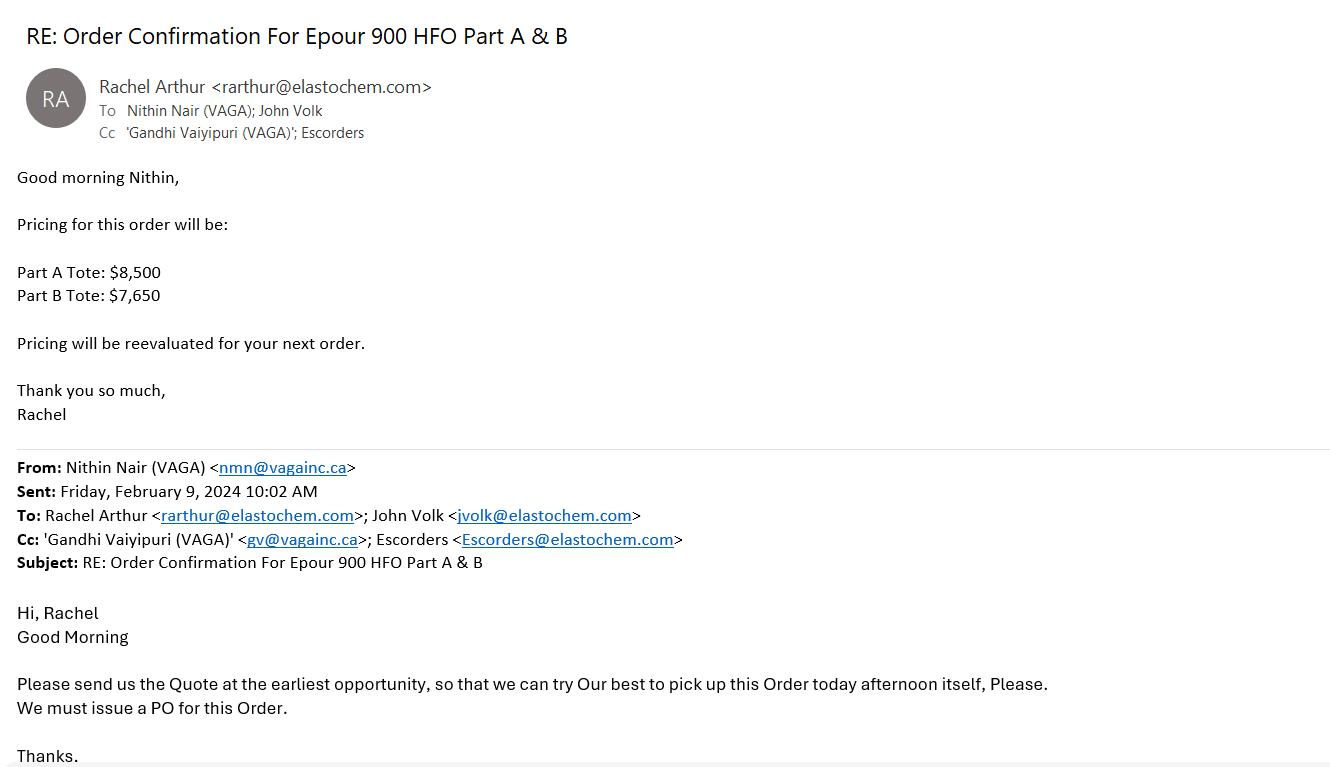 RE: Order Confirmation For Epour 900 HFO Part A & B
RA
Rachel Arthur <rarthur@elastochem.com>
To Nithin Nair (VAGA); John Volk
Cc 'Gandhi Vaiyipuri (VAGA)'; Escorders
Good morning Nithin,
Pricing for this order will be:
Part A Tote: $8,500
Part B Tote: $7,650
Pricing will be reevaluated for your next order.
Thank you so much,
Rachel
From: Nithin Nair (VAGA) <nmn@vagainc.ca>
Sent: Friday, February 9, 2024 10:02 AM
To: Rachel Arthur <rarthur@elastochem.com>; John Volk <jvolk@elastochem.com>
Cc: 'Gandhi Vaiyipuri (VAGA)' <gv@vagainc.ca>; Escorders <Escorders@elastochem.com>
Subject: RE: Order Confirmation For Epour 900 HFO Part A & B
Hi, Rachel
Good Morning
Please send us the Quote at the earliest opportunity, so that we can try Our best to pick up this Order today afternoon itself, Please.
We must issue a PO for this Order.
Thanks.